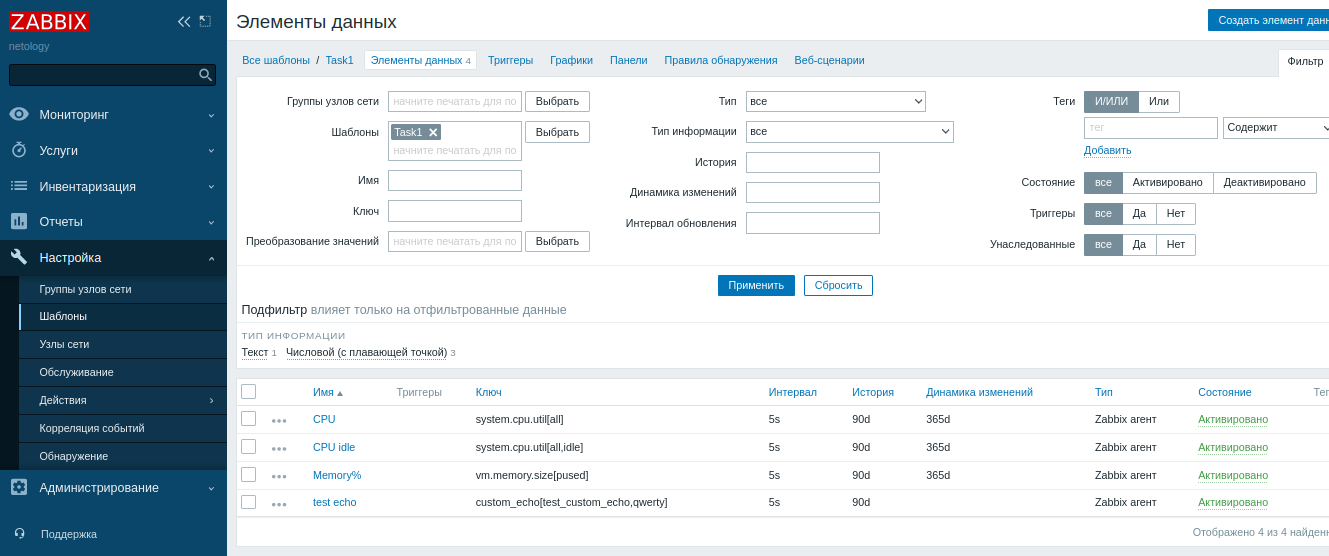 ZABBIX
netology
Мониторинг
Услуги
Инвентаризация
Отчеты
Настройка
Группы узлов сети
Шаблоны
Узлы сети
Обслуживание
Действия
Корреляция событий
Обнаружение
Администрирование
Поддержка
Элементы данных
Создать элемент данн
Все шаблоны / Task1 Элементы данных 4 Триггеры Графики Панели Правила обнаружения Веб-сценарии
Фильтр
Группы узлов сети начните печатать для по Выбрать
Шаблоны Task1 Выбрать
начните печатать для по
Имя
Ключ
Преобразование значений начните печатать для по Выбрать
Тип все
Тип информации все
История
Динамика изменений
Интервал обновления
Теги И/ИЛИ Или
тег Содержит
Добавить
Состояние все Активировано Деактивировано
Триггеры все Да Нет
Унаследованные все Да Нет
Применить Сбросить
Подфильтр влияет только на отфильтрованные данные
ТИП ИНФОРМАЦИИ
Текст 1 Числовой (с плавающей точкой) 3
Имя Триггеры Ключ Интервал История Динамика изменений Тип Состояние Тег
CPU system.cpu.util[all] 5s 90d 365d Zabbix агент Активировано
CPU idle system.cpu.util[all,idle] 5s 90d 365d Zabbix агент Активировано
Memory% vm.memory.size[pused] 5s 90d 365d Zabbix агент Активировано
test echo custom_echo[test_custom_echo,qwerty] 5s 90d Zabbix агент Активировано
Отображено 4 из 4 найденн